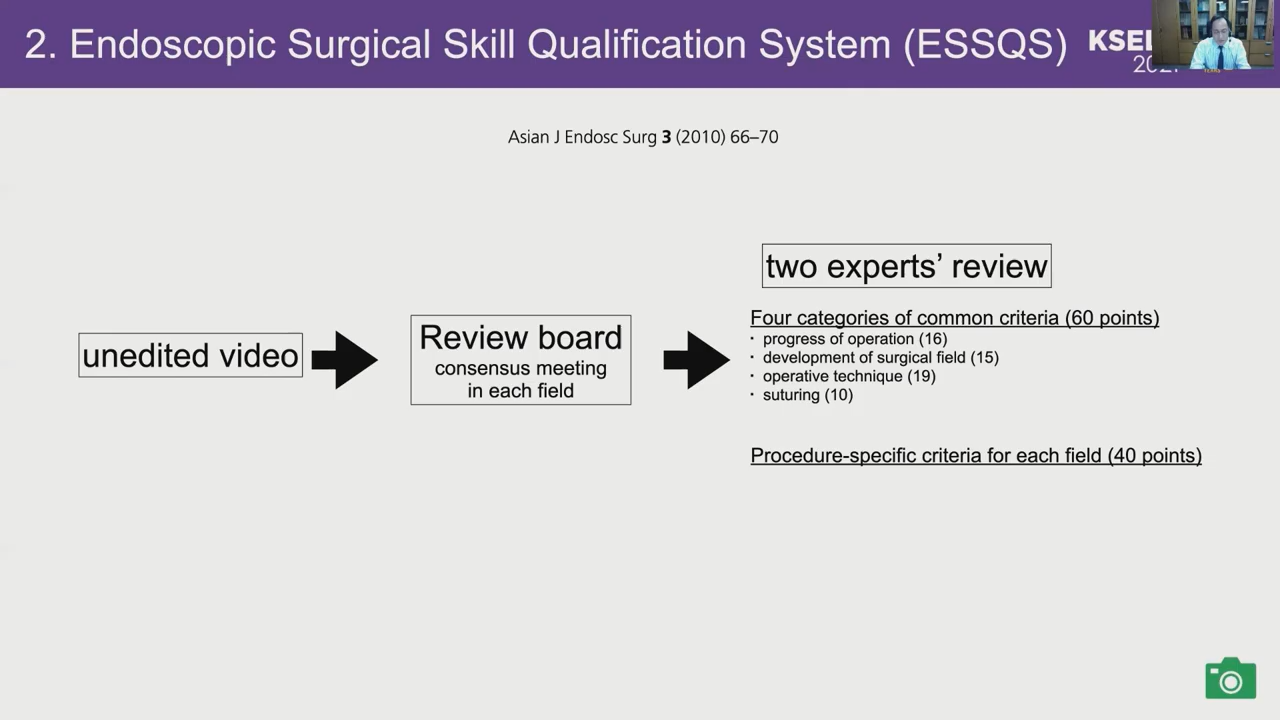 2. Endoscopic Surgical Skill Qualification System (ESSQS)
Asian J Endosc Surg 3 (2010) 66–70
two experts’ review
unedited video
Review board
consensus meeting
in each field
Four categories of common criteria (60 points)
・ progress of operation (16)
・ development of surgical field (15)
・ operative technique (19)
・ suturing (10)
Procedure-specific criteria for each field (40 points)